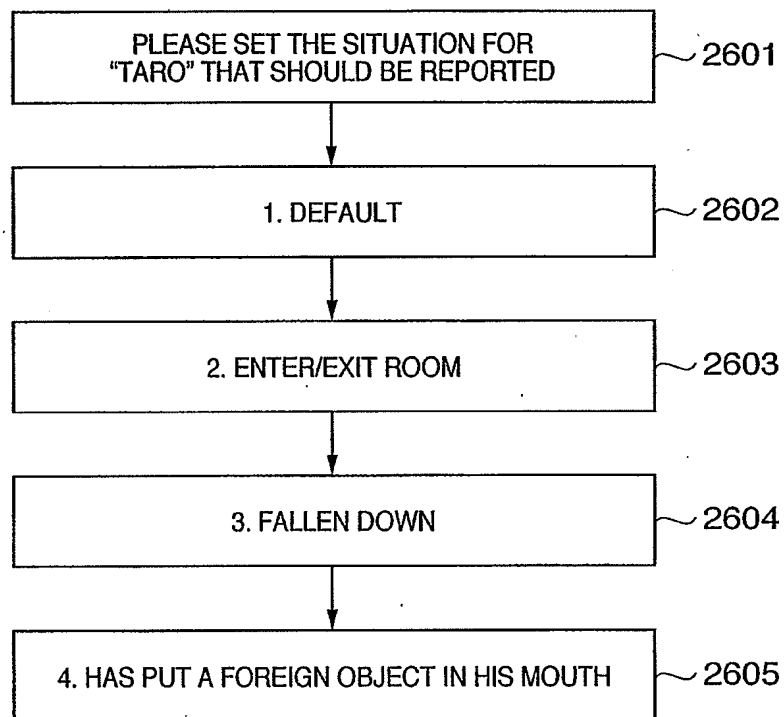 PLEASE SET THE SITUATION FOR
“TARO” THAT SHOULD BE REPORTED
2601
1. DEFAULT
2602
2. ENTER/EXIT ROOM
2603
3. FALLEN DOWN
2604
4. HAS PUT A FOREIGN OBJECT IN HIS MOUTH
2605